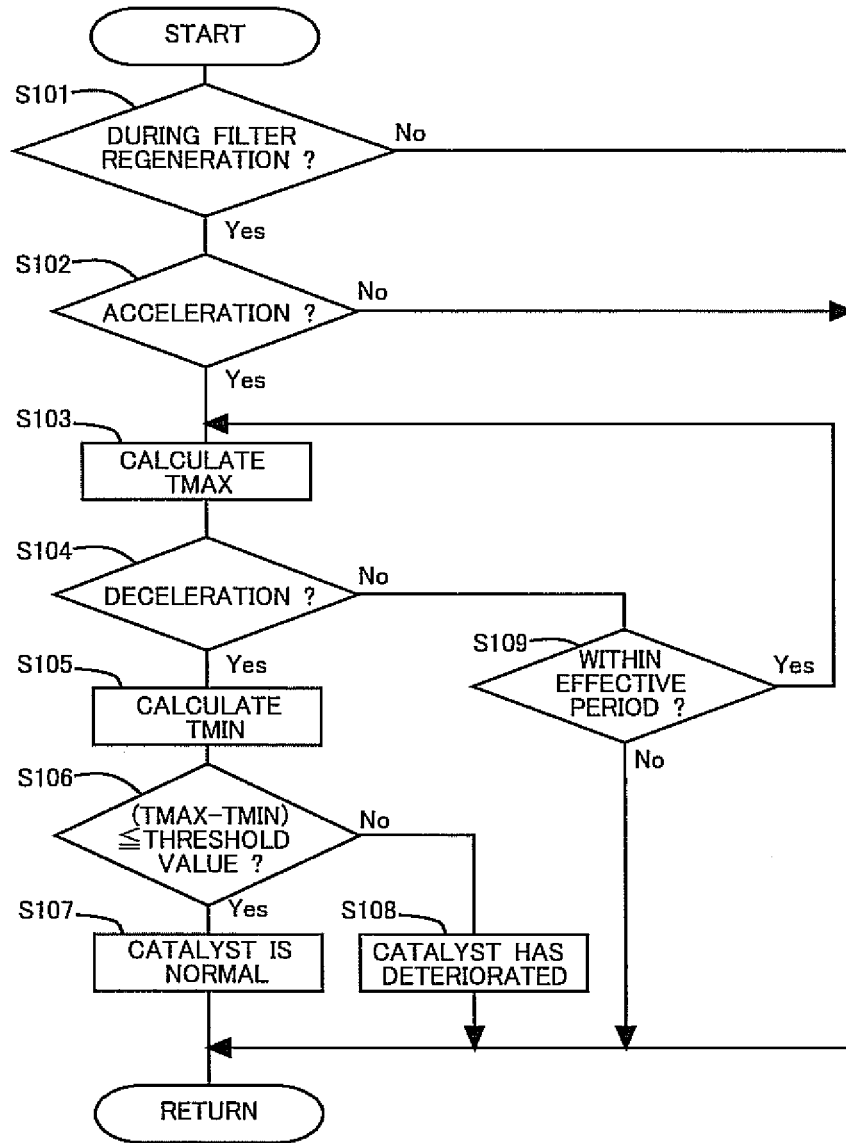 START
S101
DURING FILTER
REGENERATION ?
No
Yes
S102
ACCELERATION ?
No
Yes
S103
CALCULATE
TMAX
S104
DECELERATION ?
No
Yes
S109
WITHIN
EFFECTIVE
PERIOD ?
Yes
No
S105
CALCULATE
TMIN
S106
(TMAX-TMIN)
≦THRESHOLD
VALUE ?
No
Yes
S107
CATALYST IS
NORMAL
S108
CATALYST HAS
DETERIORATED
RETURN